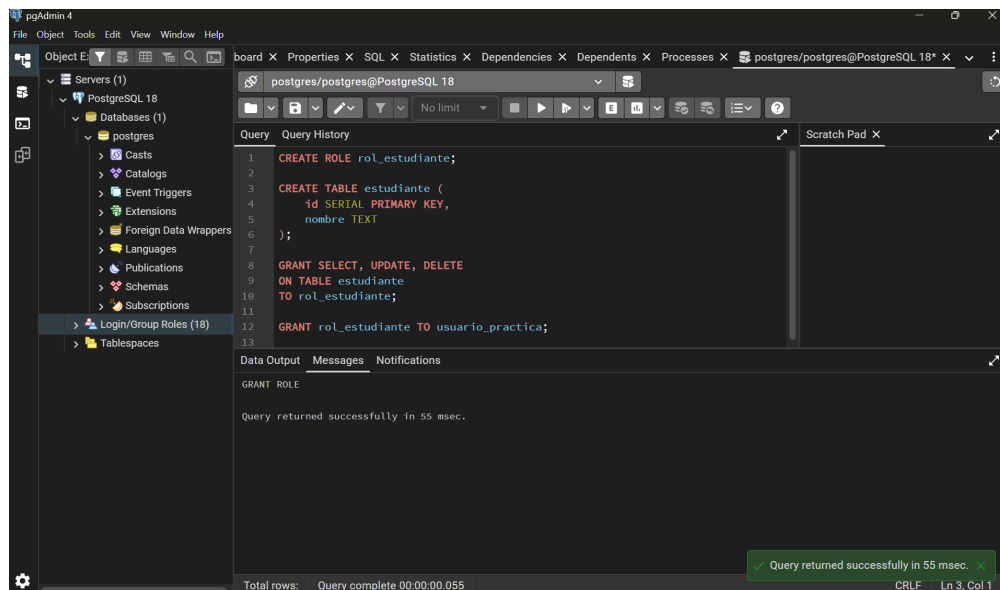 pgAdmin 4
File Object Tools Edit View Window Help
Object E:
board Properties SQL Statistics Dependencies Dependents Processes postgres/postgres@PostgreSQL 18*
Servers (1)
PostgreSQL 18
Databases (1)
postgres
Casts
Catalogs
Event Triggers
Extensions
Foreign Data Wrappers
Languages
Publications
Schemas
Subscriptions
Login/Group Roles (18)
Tablespaces
postgres/postgres@PostgreSQL 18
No limit
E
Query Query History
Scratch Pad
1 CREATE ROLE rol_estudiante;
2
3 CREATE TABLE estudiante (
4 id SERIAL PRIMARY KEY,
5 nombre TEXT
6 );
7
8 GRANT SELECT, UPDATE, DELETE
9 ON TABLE estudiante
10 TO rol_estudiante;
11
12 GRANT rol_estudiante TO usuario_practica;
13
Data Output Messages Notifications
GRANT ROLE
Query returned successfully in 55 msec.
Query returned successfully in 55 msec.
Total rows: Query complete 00:00:00.055 CRLF Ln 3, Col 1